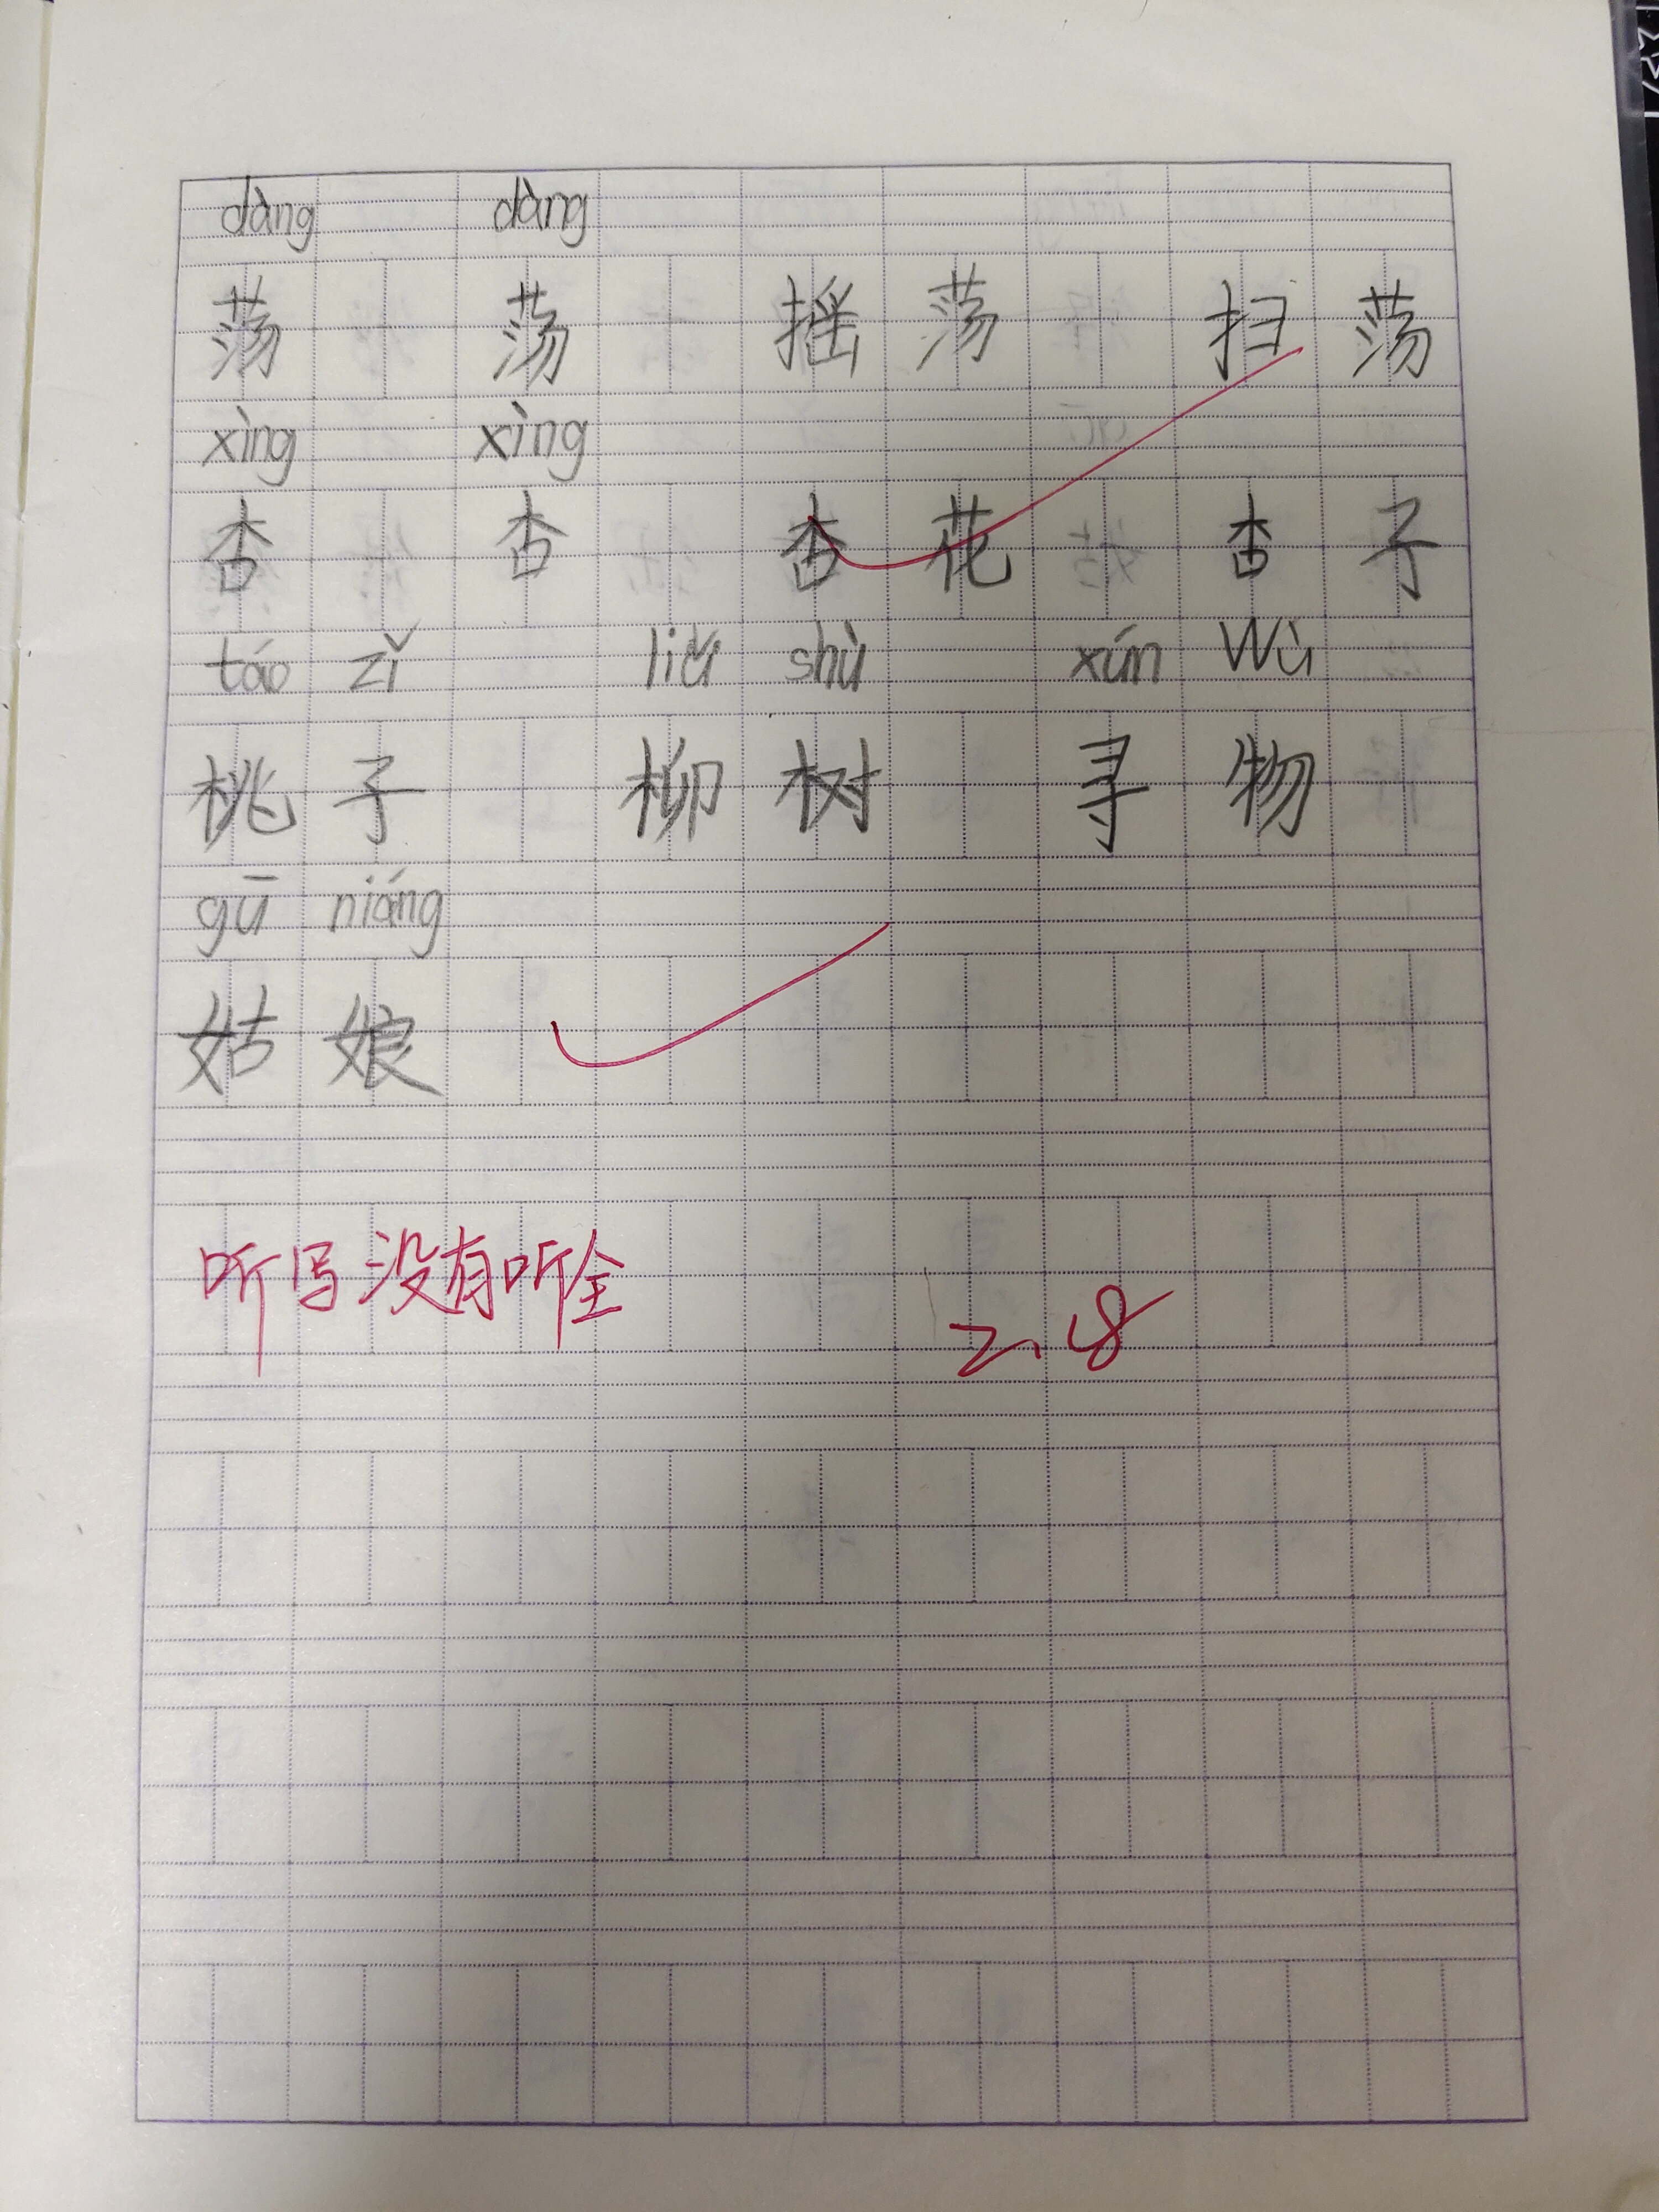 dàng dàng
荡 荡 摇荡 扫荡
xìng xìng
杏 杏 杏花 杏子
táo zǐ liǔ shù xún Wù
桃子 柳树 寻物
gū niáng
姑娘
听写没有听全
2.18